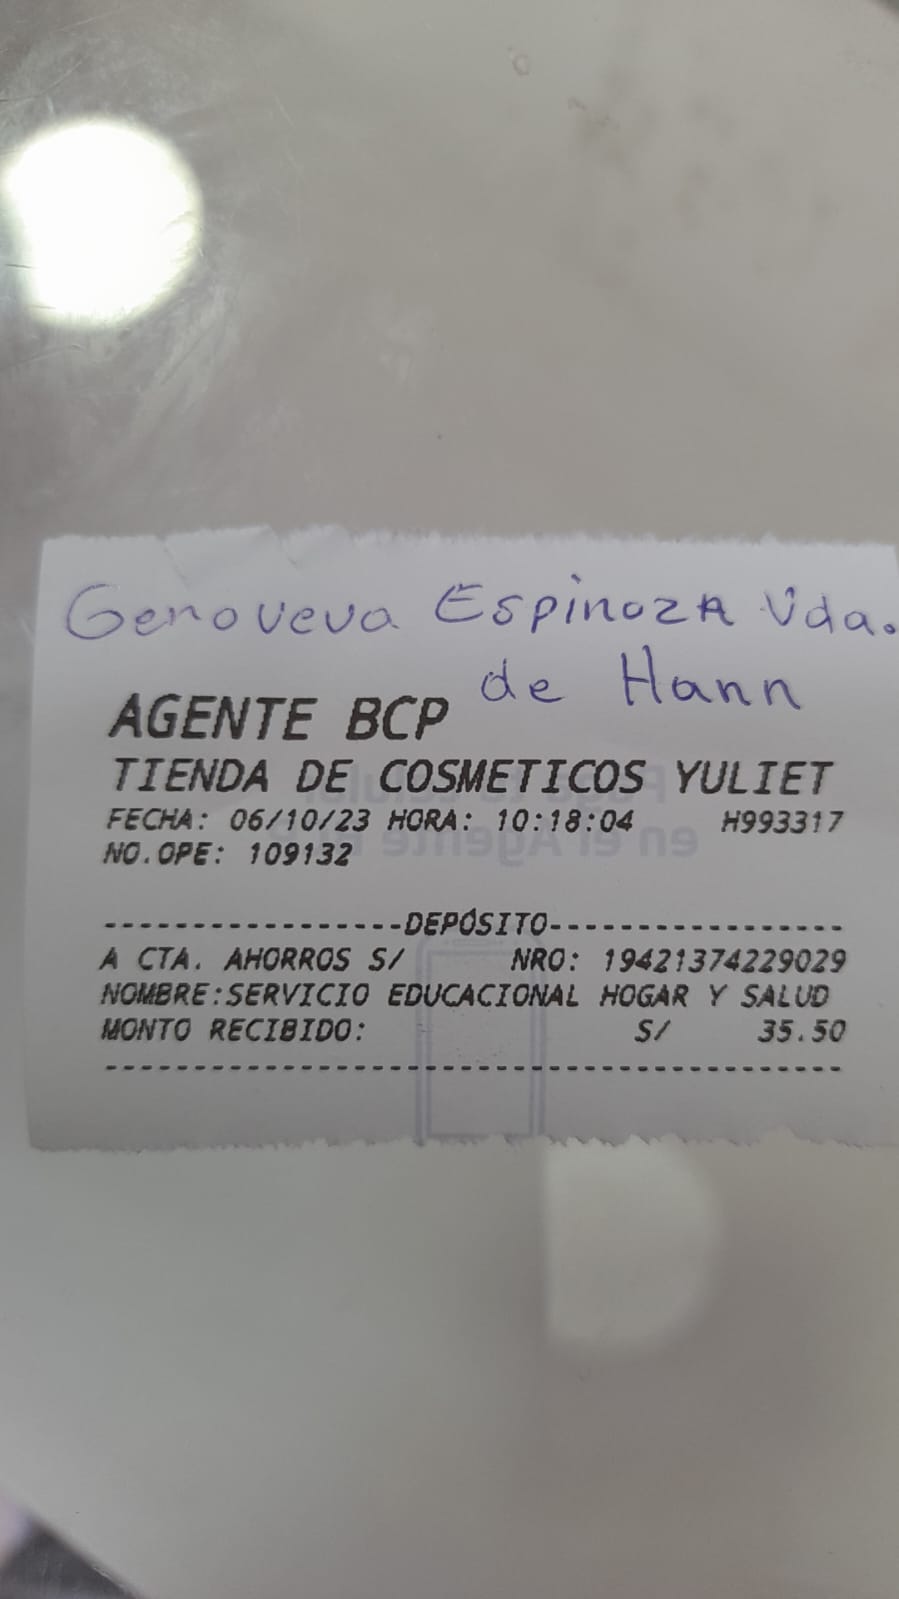 Genoveva Espinoza Vda.
de Hann
AGENTE BCP
TIENDA DE COSMETICOS YULIET
FECHA: 06/10/23 HORA: 10:18:04 H993317
NO.OPE: 109132
-----------------DEPÓSITO-----------------
A CTA. AHORROS S/ NRO: 19421374229029
NOMBRE:SERVICIO EDUCACIONAL HOGAR Y SALUD
MONTO RECIBIDO: S/ 35.50
------------------------------------------